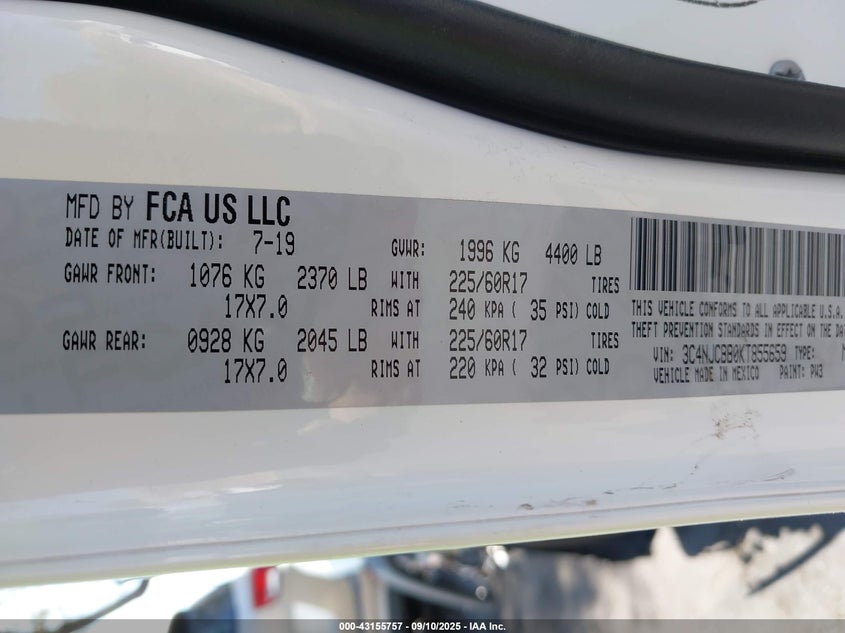 MFD BY FCA US LLC
DATE OF MFR(BUILT): 7-19 GVWR: 1996 KG 4400 LB
GAWR FRONT: 1076 KG 2370 LB WITH 225/60R17 TIRES
17X7.0 RIMS AT 240 KPA ( 35 PSI) COLD
GAWR REAR: 0928 KG 2045 LB WITH 225/60R17 TIRES
17X7.0 RIMS AT 220 KPA ( 32 PSI) COLD
THIS VEHICLE CONFORMS TO ALL APPLICABLE U.S.A.
THEFT PREVENTION STANDARDS IN EFFECT ON THE DA
VIN: 3C4NJCBB0KT855659 TYPE:
VEHICLE MADE IN MEXICO PAINT: PW3
000-43155757 - 09/10/2025 - IAA Inc.